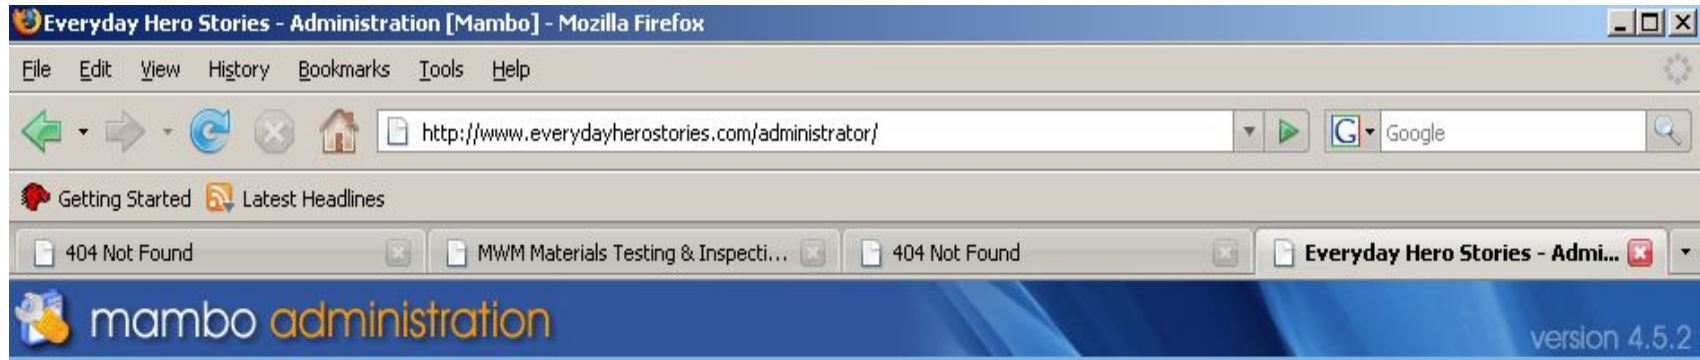 Everyday Hero Stories - Administration [Mambo] - Mozilla Firefox
File Edit View History Bookmarks Tools Help
http://www.everydayherostories.com/administrator/ G Google
Getting Started Latest Headlines
404 Not Found MWM Materials Testing & Inspecti... 404 Not Found Everyday Hero Stories - Admi...
mambo administration
version 4.5.2